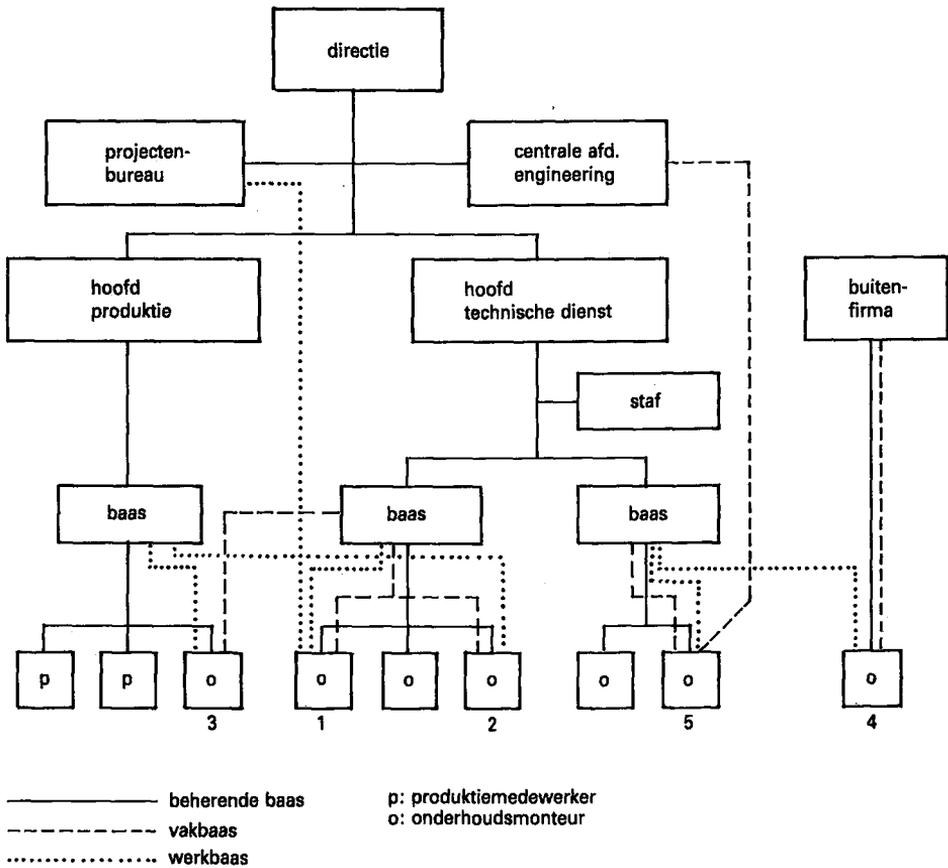 directie
projecten-
bureau
centrale afd.
engineering
hoofd
produktie
hoofd
technische dienst
buiten-
firma
staf
baas
baas
baas
p
p
o
o
o
o
o
o
o
3
1
2
5
4
beherende baas
vakbaas
werkbaas
p: produktiemedewerker
o: onderhoudsmonteur